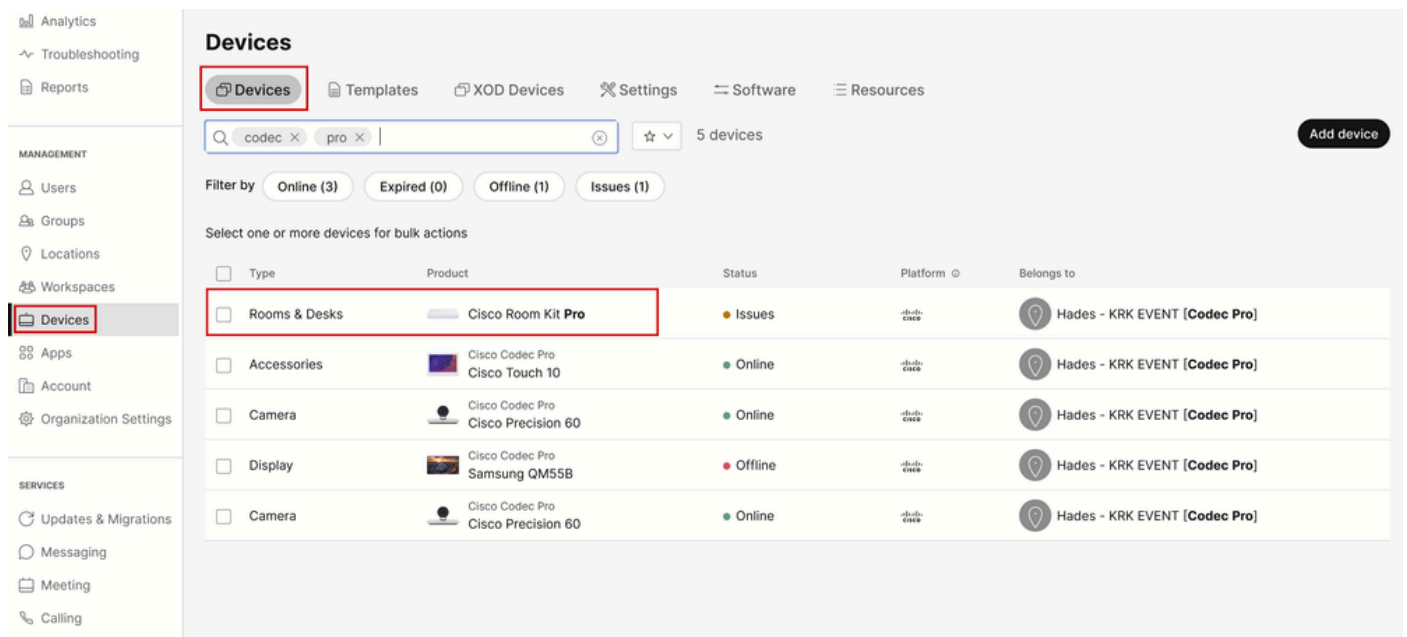 Analytics
Troubleshooting
Reports
MANAGEMENT
Users
Groups
Locations
Workspaces
Devices
Apps
Account
Organization Settings
SERVICES
Updates & Migrations
Messaging
Meeting
Calling
Devices
Devices Templates XOD Devices Settings Software Resources
codec × pro × 5 devices Add device
Filter by Online (3) Expired (0) Offline (1) Issues (1)
Select one or more devices for bulk actions
Type Product Status Platform Belongs to
Rooms & Desks Cisco Room Kit Pro Issues CISCO Hades - KRK EVENT [Codec Pro]
Cisco Codec Pro
Accessories Cisco Touch 10 Online CISCO Hades - KRK EVENT [Codec Pro]
Cisco Codec Pro
Camera Cisco Precision 60 Online CISCO Hades - KRK EVENT [Codec Pro]
Cisco Codec Pro
Display Samsung QM55B Offline CISCO Hades - KRK EVENT [Codec Pro]
Cisco Codec Pro
Camera Cisco Precision 60 Online CISCO Hades - KRK EVENT [Codec Pro]